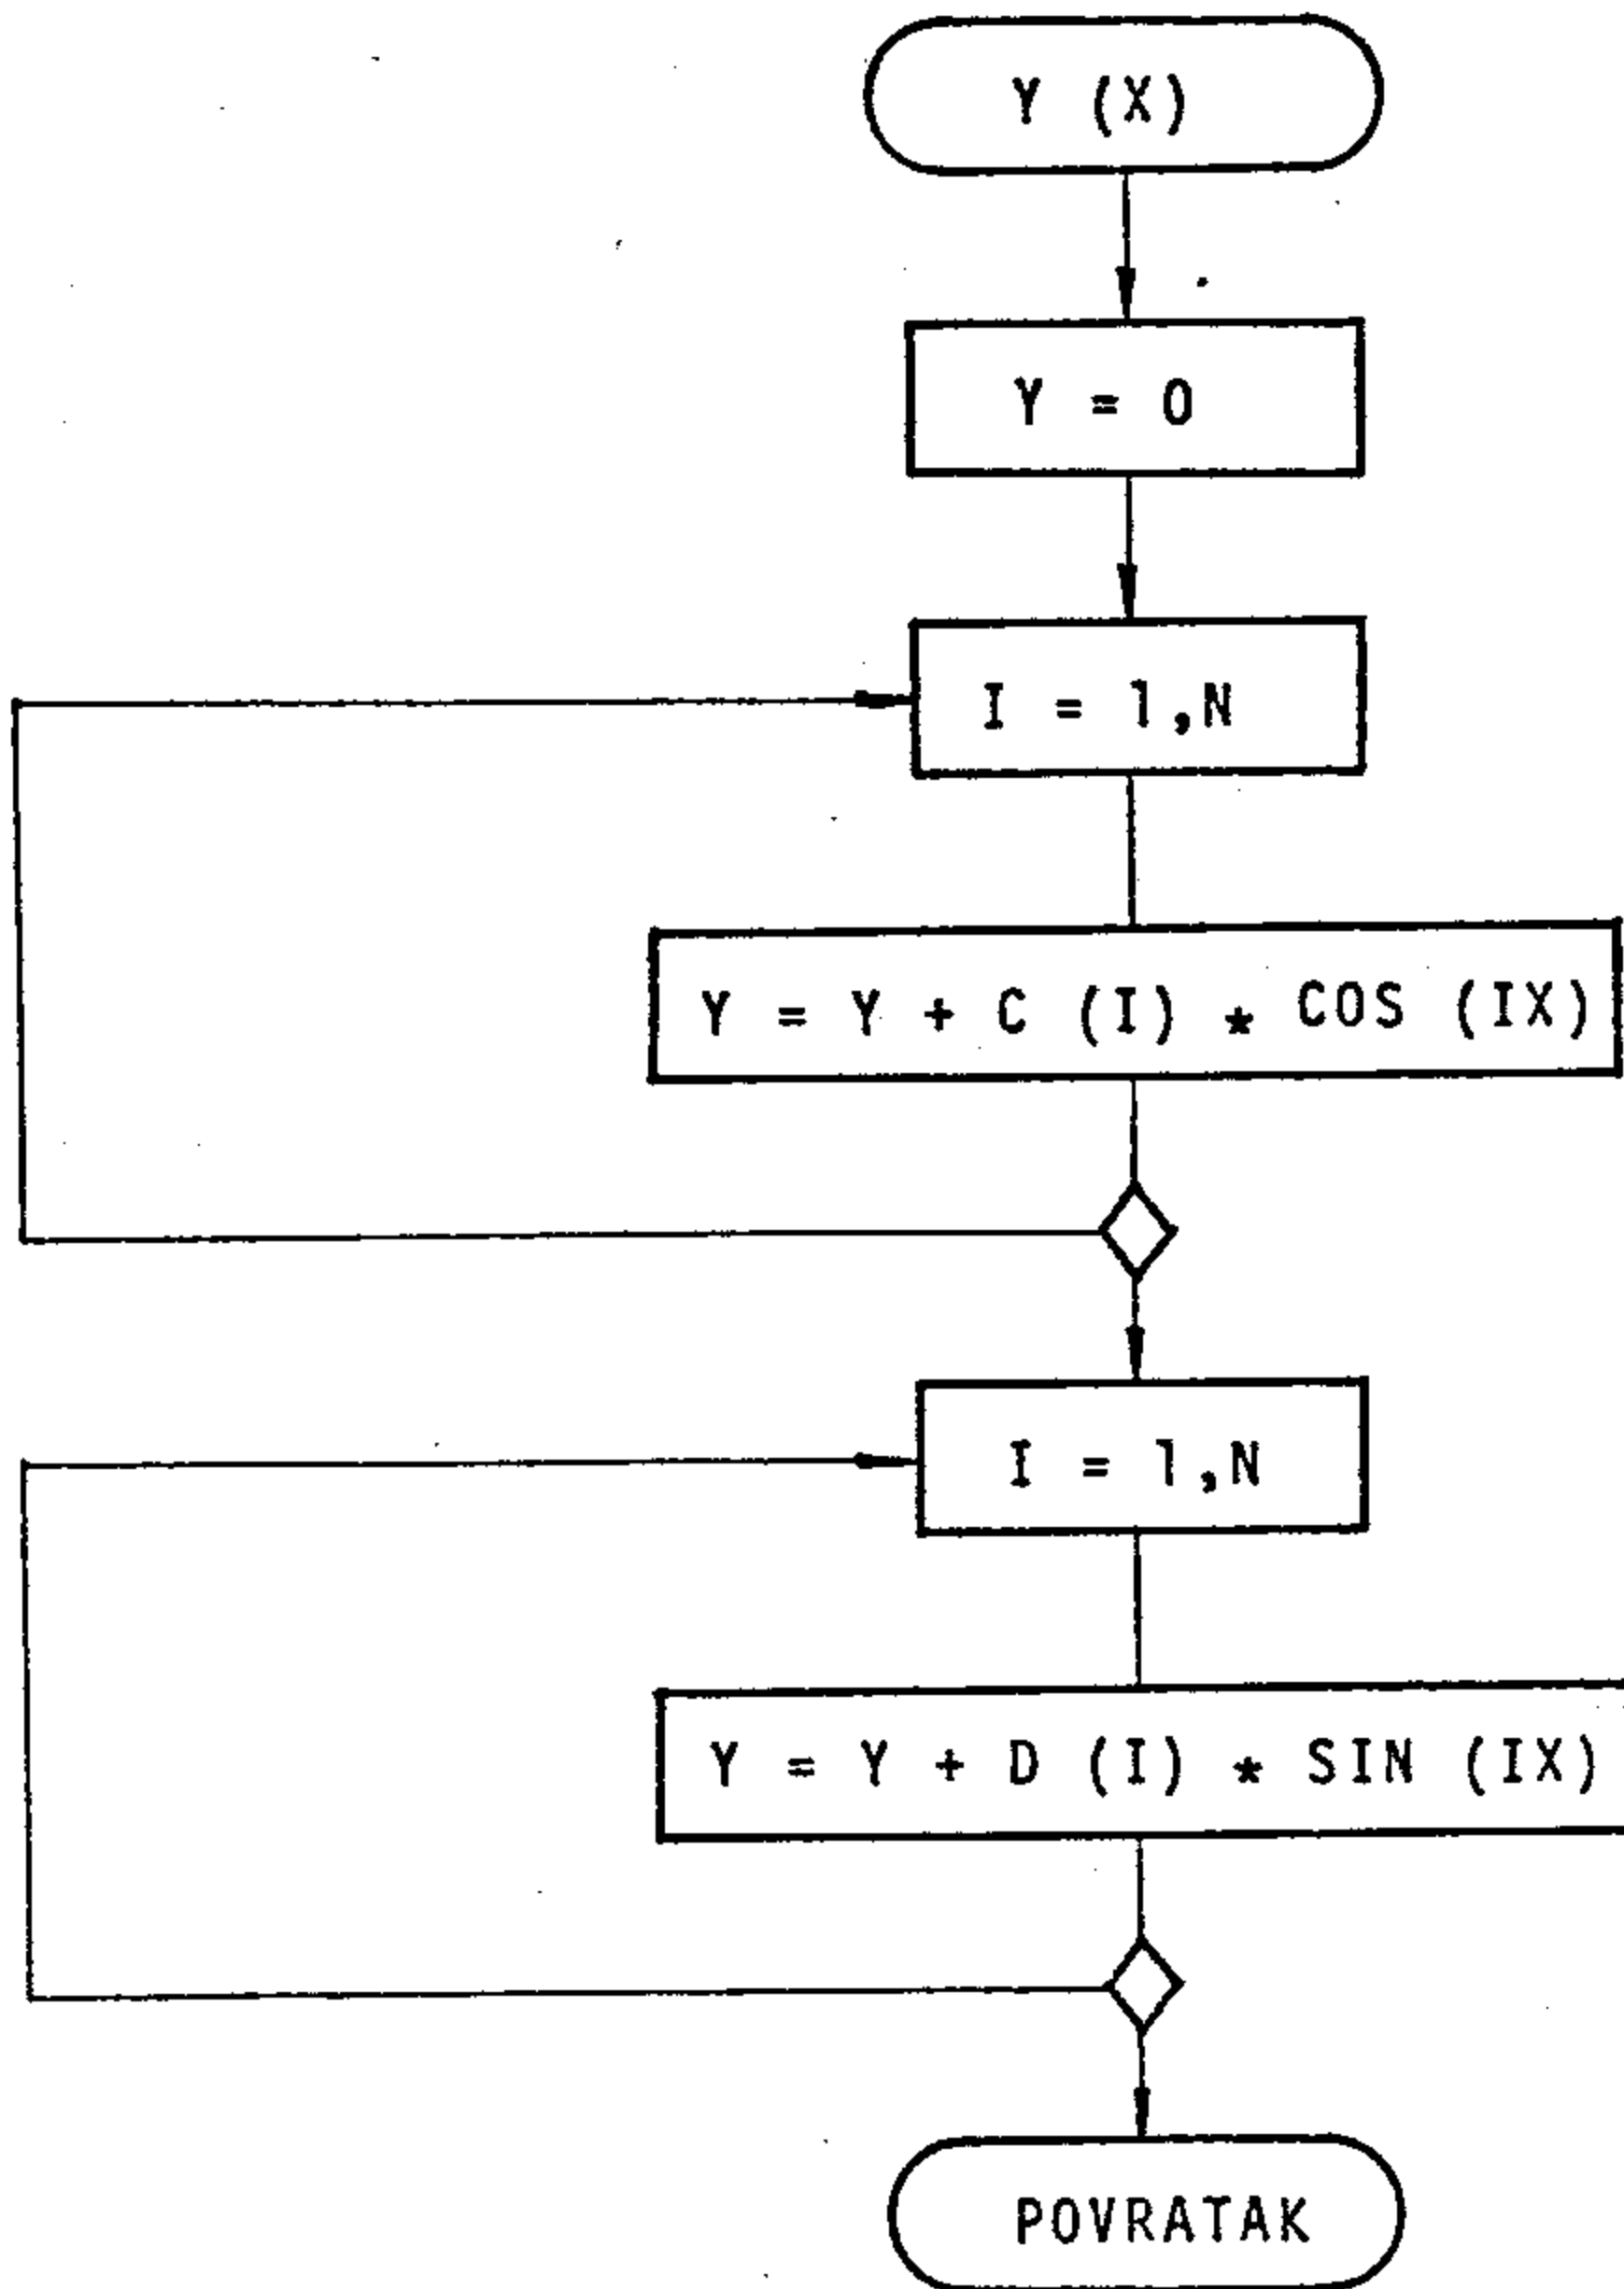 Y (X)
Y = 0
I = 1,N
Y = Y + C (I) * COS (IX)
I = 1,N
Y = Y + D (I) * SIN (IX)
POVRATAK